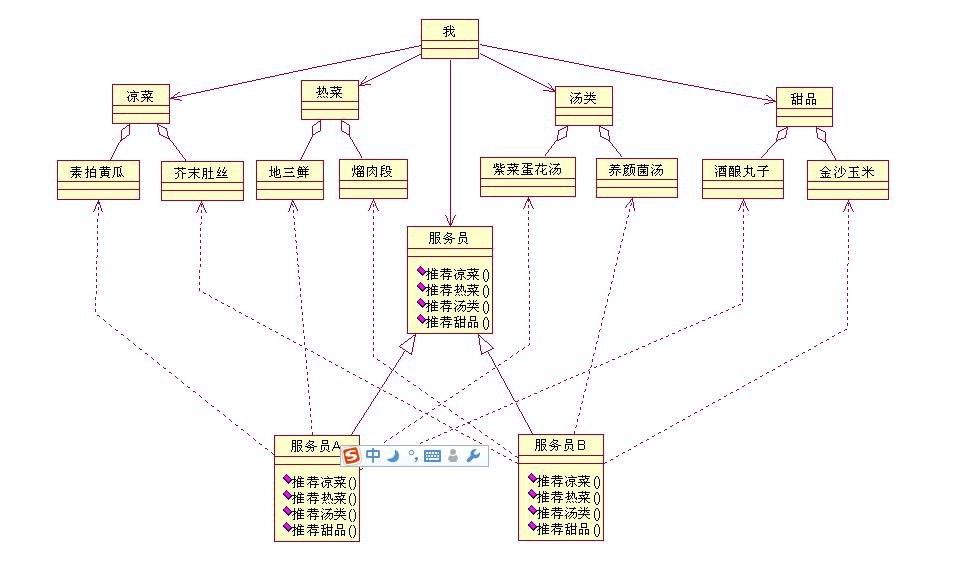 我
凉菜
热菜
汤类
甜品
素拍黄瓜
芥末肚丝
地三鲜
熘肉段
紫菜蛋花汤
养颜菌汤
酒酿丸子
金沙玉米
服务员
推荐凉菜()
推荐热菜()
推荐汤类()
推荐甜品()
服务员A
推荐凉菜()
推荐热菜()
推荐汤类()
推荐甜品()
S中
服务员B
推荐凉菜()
推荐热菜()
推荐汤类()
推荐甜品()